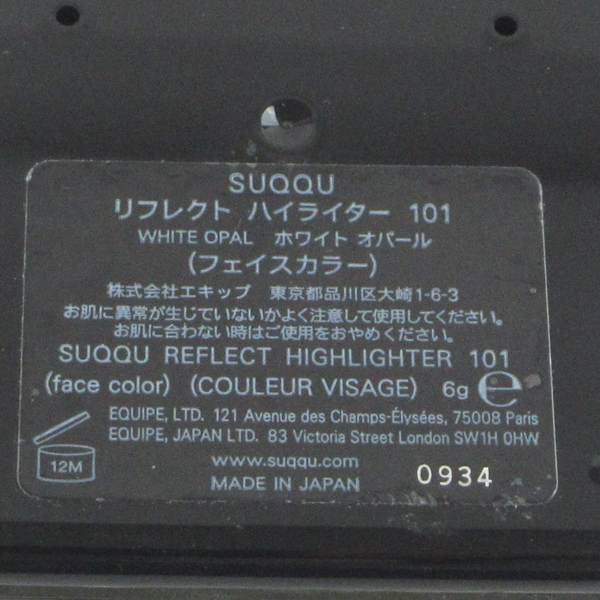 SUQQU
リフレクト ハイライター 101
WHITE OPAL ホワイト オパール
(フェイスカラー)
株式会社エキップ 東京都品川区大崎1-6-3
お肌に異常が生じていないかよく注意して使用してください。
お肌に合わない時はご使用をおやめください。
SUQQU REFLECT HIGHLIGHTER 101
(face color) (COULEUR VISAGE) 6g ℮
EQUIPE, LTD. 121 Avenue des Champs-Élysées, 75008 Paris
EQUIPE, JAPAN LTD. 83 Victoria Street London SW1H 0HW
12M
www.suqqu.com
MADE IN JAPAN 0934